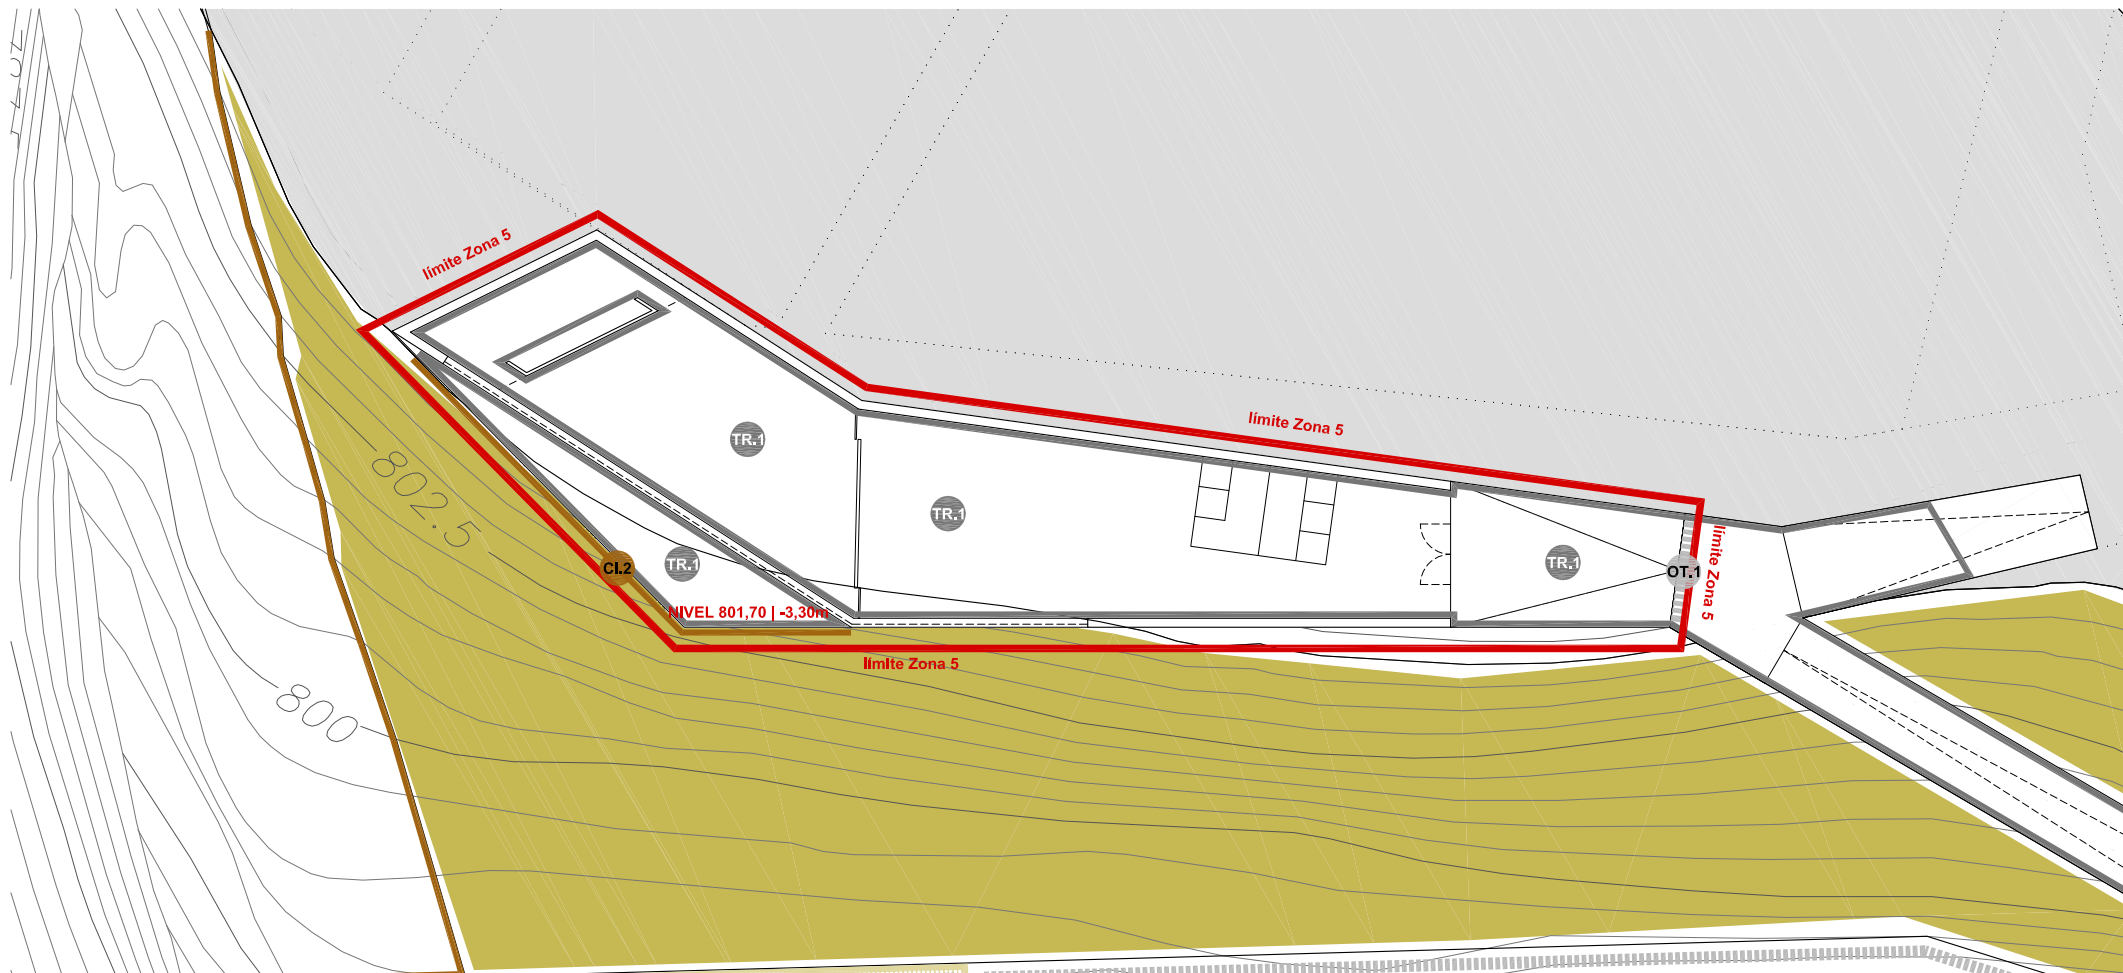 límite Zona 5
límite Zona 5
TR.1
802.5
TR.1
límite Zona 5
CI.2
TR.1
TR.1
OT.1
NIVEL 801,70 | -3,30m
límite Zona 5
800